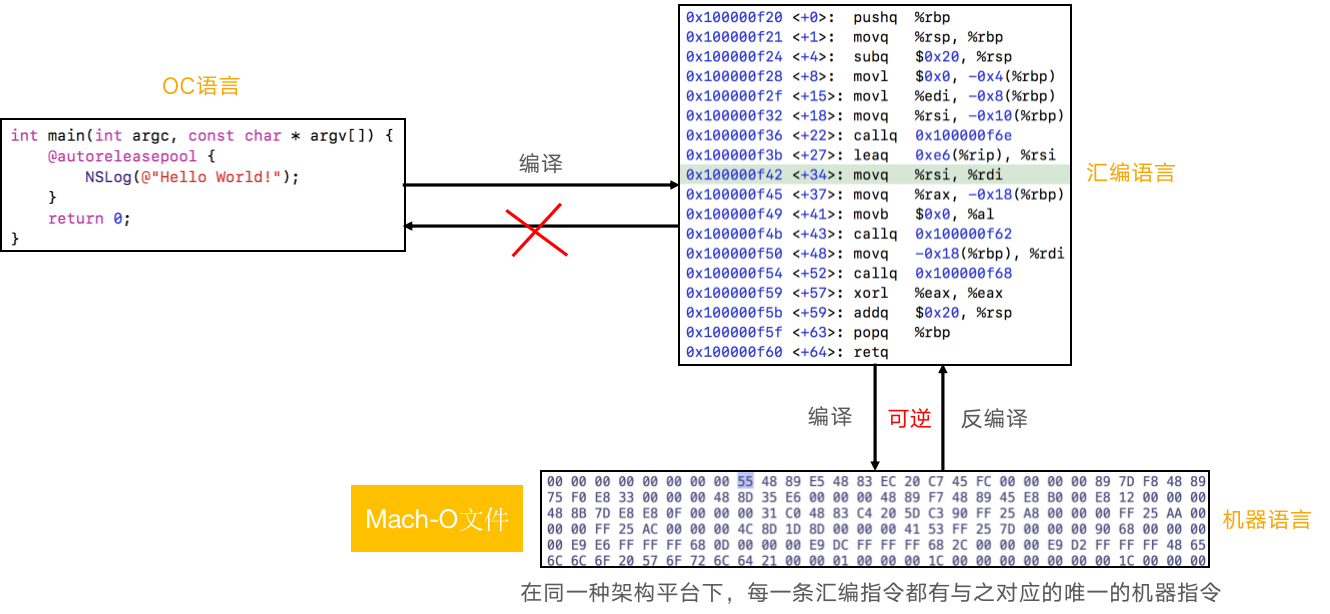 OC语言
int main(int argc, const char * argv[]) {
@autoreleasepool {
NSLog(@"Hello World!");
}
return 0;
}
编译
0x100000f20 <+0>: pushq %rbp
0x100000f21 <+1>: movq %rsp, %rbp
0x100000f24 <+4>: subq $0x20, %rsp
0x100000f28 <+8>: movl $0x0, -0x4(%rbp)
0x100000f2f <+15>: movl %edi, -0x8(%rbp)
0x100000f32 <+18>: movq %rsi, -0x10(%rbp)
0x100000f36 <+22>: callq 0x100000f6e
0x100000f3b <+27>: leaq 0xe6(%rip), %rsi
0x100000f42 <+34>: movq %rsi, %rdi
0x100000f45 <+37>: movq %rax, -0x18(%rbp)
0x100000f49 <+41>: movb $0x0, %al
0x100000f4b <+43>: callq 0x100000f62
0x100000f50 <+48>: movq -0x18(%rbp), %rdi
0x100000f54 <+52>: callq 0x100000f68
0x100000f59 <+57>: xorl %eax, %eax
0x100000f5b <+59>: addq $0x20, %rsp
0x100000f5f <+63>: popq %rbp
0x100000f60 <+64>: retq
汇编语言
编译
可逆
反编译
Mach-O文件
00 00 00 00 00 00 00 00 55 48 89 E5 48 83 EC 20 C7 45 FC 00 00 00 00 89 7D F8 48 89
75 F0 E8 33 00 00 00 48 8D 35 E6 00 00 00 48 89 F7 48 89 45 E8 B0 00 E8 12 00 00 00
48 8B 7D E8 E8 0F 00 00 00 31 C0 48 83 C4 20 5D C3 90 FF 25 A8 00 00 00 FF 25 AA 00
00 00 FF 25 AC 00 00 00 4C 8D 1D 8D 00 00 00 41 53 FF 25 7D 00 00 00 90 68 00 00 00
00 E9 E6 FF FF FF 68 0D 00 00 00 E9 DC FF FF FF 68 2C 00 00 00 E9 D2 FF FF FF 48 65
6C 6C 6F 20 57 6F 72 6C 64 21 00 00 01 00 00 00 1C 00 00 00 00 00 00 00 1C 00 00 00
机器语言
在同一种架构平台下，每一条汇编指令都有与之对应的唯一的机器指令